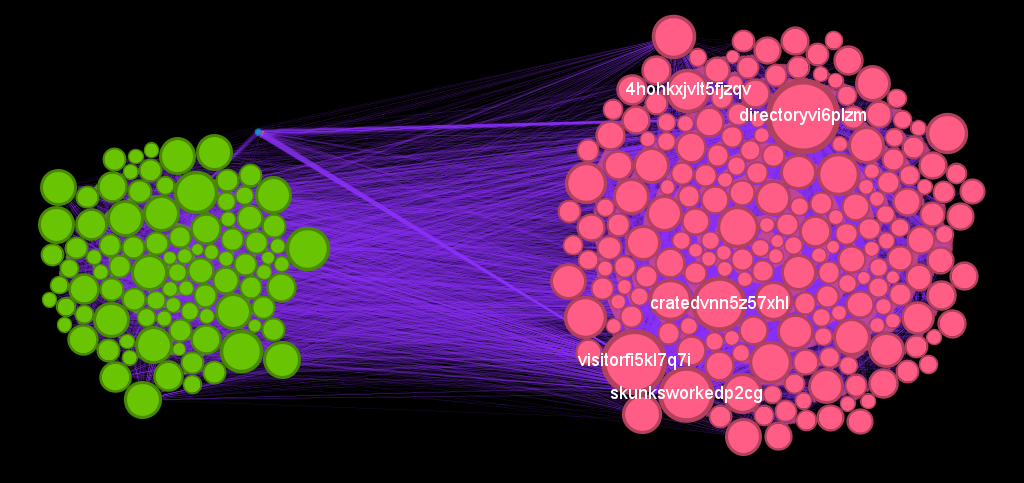 4hohkxjvlt5fjzqv
directoryvi6plzm
cratedvnn5z57xhl
visitorfi5kl7q7i
skunksworkedp2cg